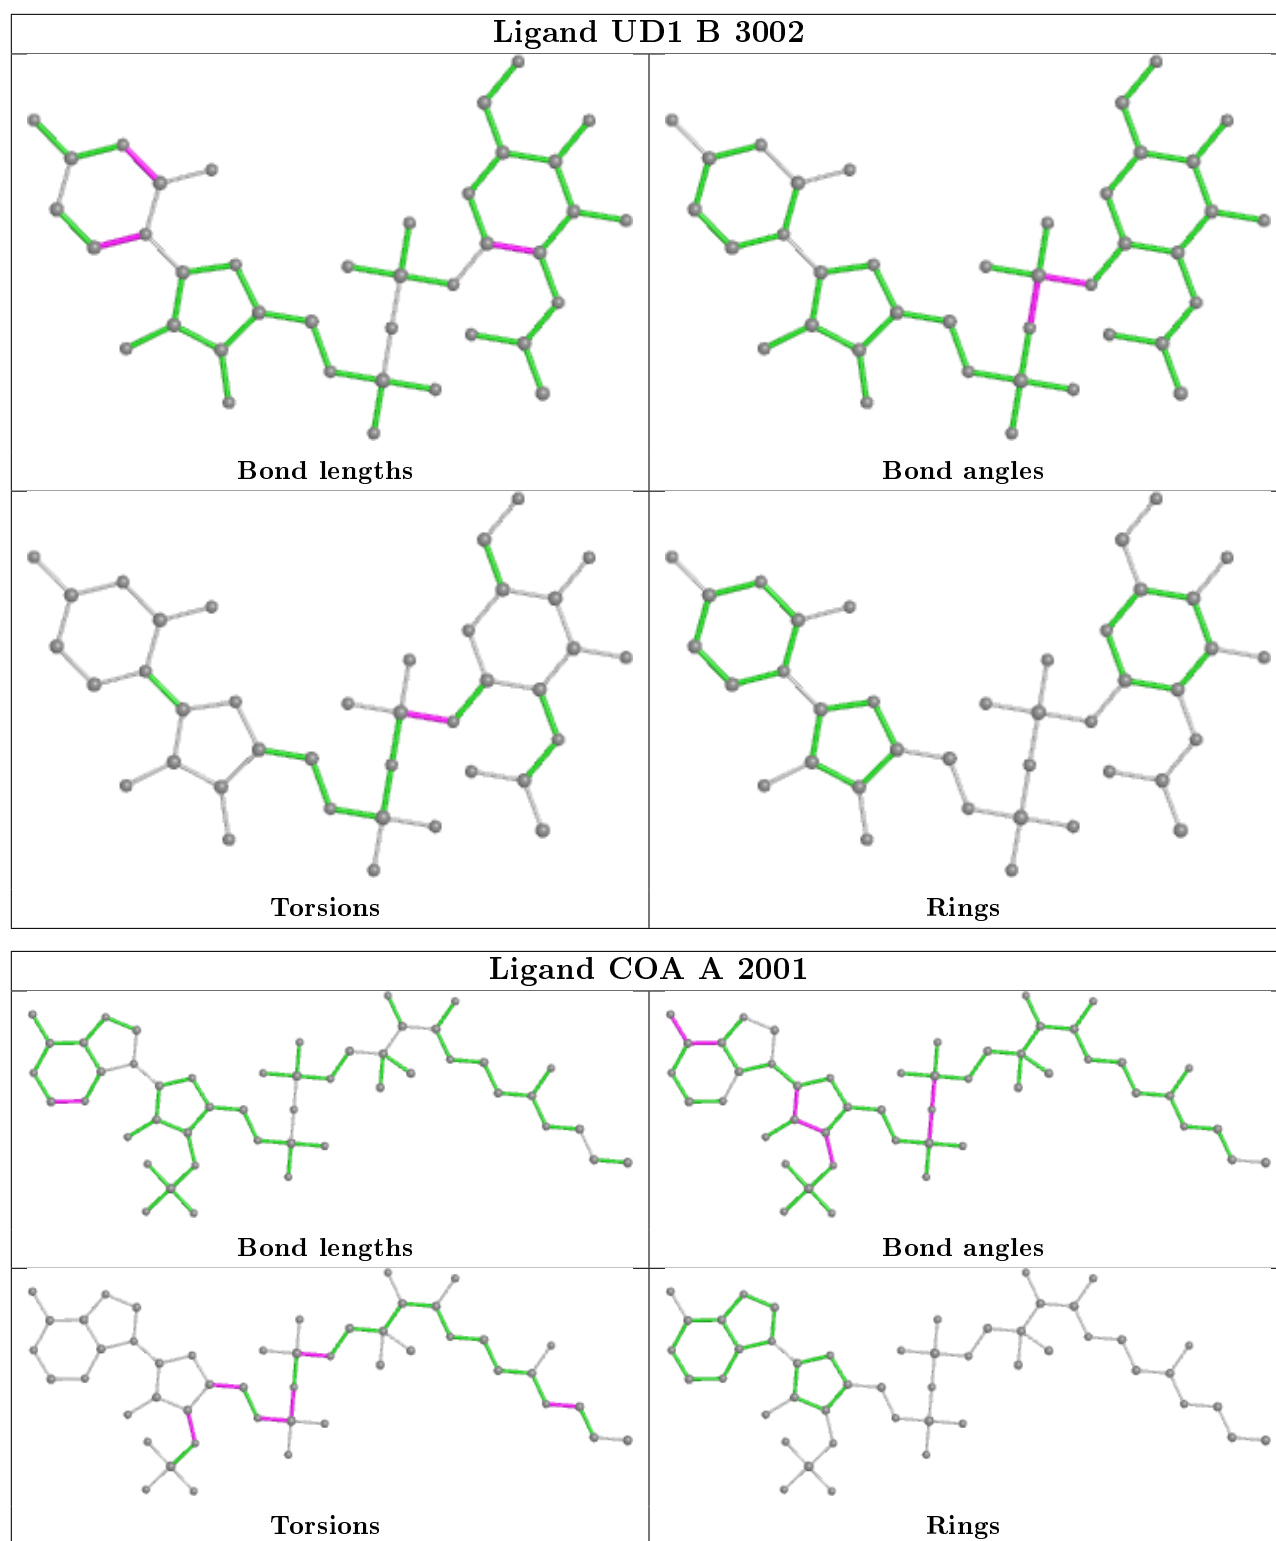 Ligand UD1 B 3002
Bond lengths
Bond angles
Torsions
Rings
Ligand COA A 2001
Bond lengths
Bond angles
Torsions
Rings